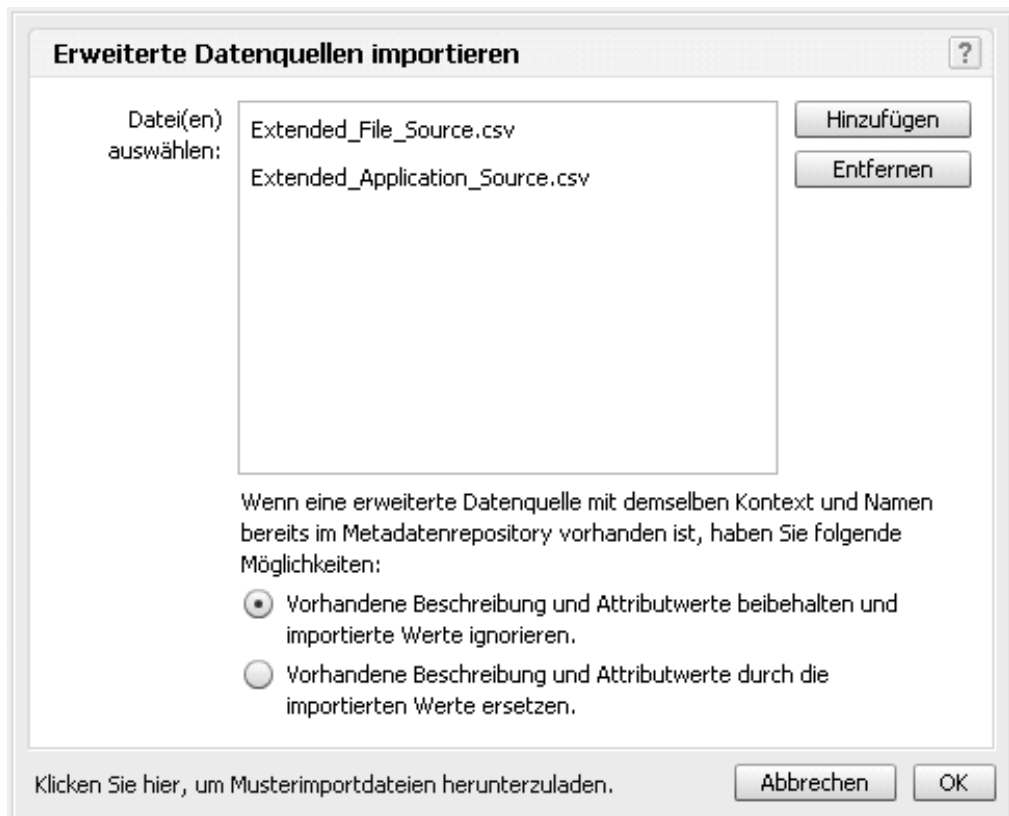 Erweiterte Datenquellen importieren
?
Datei(en)
auswählen:
Extended_File_Source.csv
Extended_Application_Source.csv
Hinzufügen
Entfernen
Wenn eine erweiterte Datenquelle mit demselben Kontext und Namen
bereits im Metadatenrepository vorhanden ist, haben Sie folgende
Möglichkeiten:
Vorhandene Beschreibung und Attributwerte beibehalten und
importierte Werte ignorieren.
Vorhandene Beschreibung und Attributwerte durch die
importierten Werte ersetzen.
Klicken Sie hier, um Musterimportdateien herunterzuladen.
Abbrechen
OK